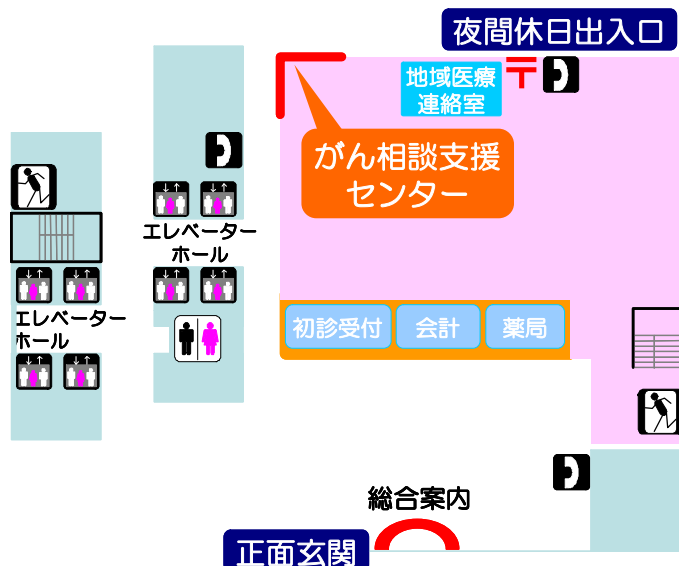 夜間休日出入口
地域医療
連絡室
〒
がん相談支援
センター
エレベーター
ホール
エレベーター
ホール
初診受付
会計
薬局
総合案内
正面玄関